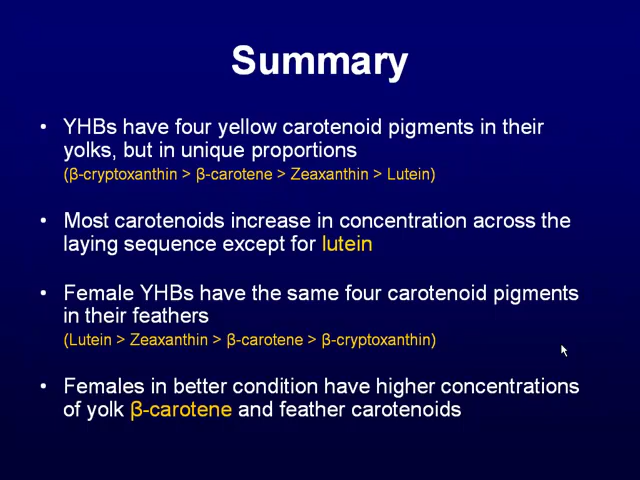 Summary
• YHBs have four yellow carotenoid pigments in their
yolks, but in unique proportions
(β-cryptoxanthin > β-carotene > Zeaxanthin > Lutein)
• Most carotenoids increase in concentration across the
laying sequence except for lutein
• Female YHBs have the same four carotenoid pigments
in their feathers
(Lutein > Zeaxanthin > β-carotene > β-cryptoxanthin)
• Females in better condition have higher concentrations
of yolk β-carotene and feather carotenoids